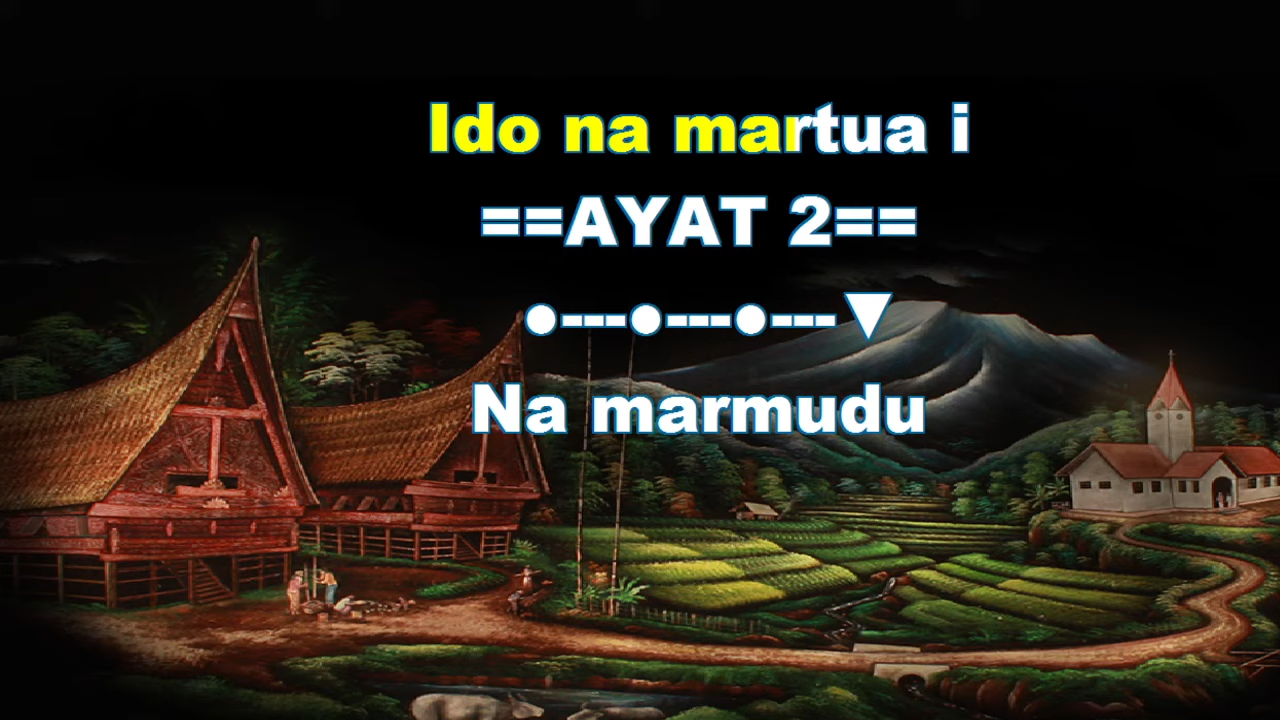 Ido na martua i
==AYAT 2==
●---●---●---▼
Na marmudu